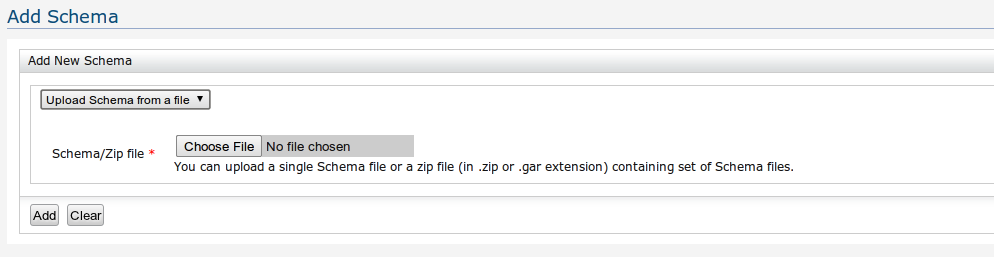 Add Schema
Add New Schema
Upload Schema from a file
Schema/Zip file * Choose File No file chosen
You can upload a single Schema file or a zip file (in .zip or .gar extension) containing set of Schema files.
Add Clear